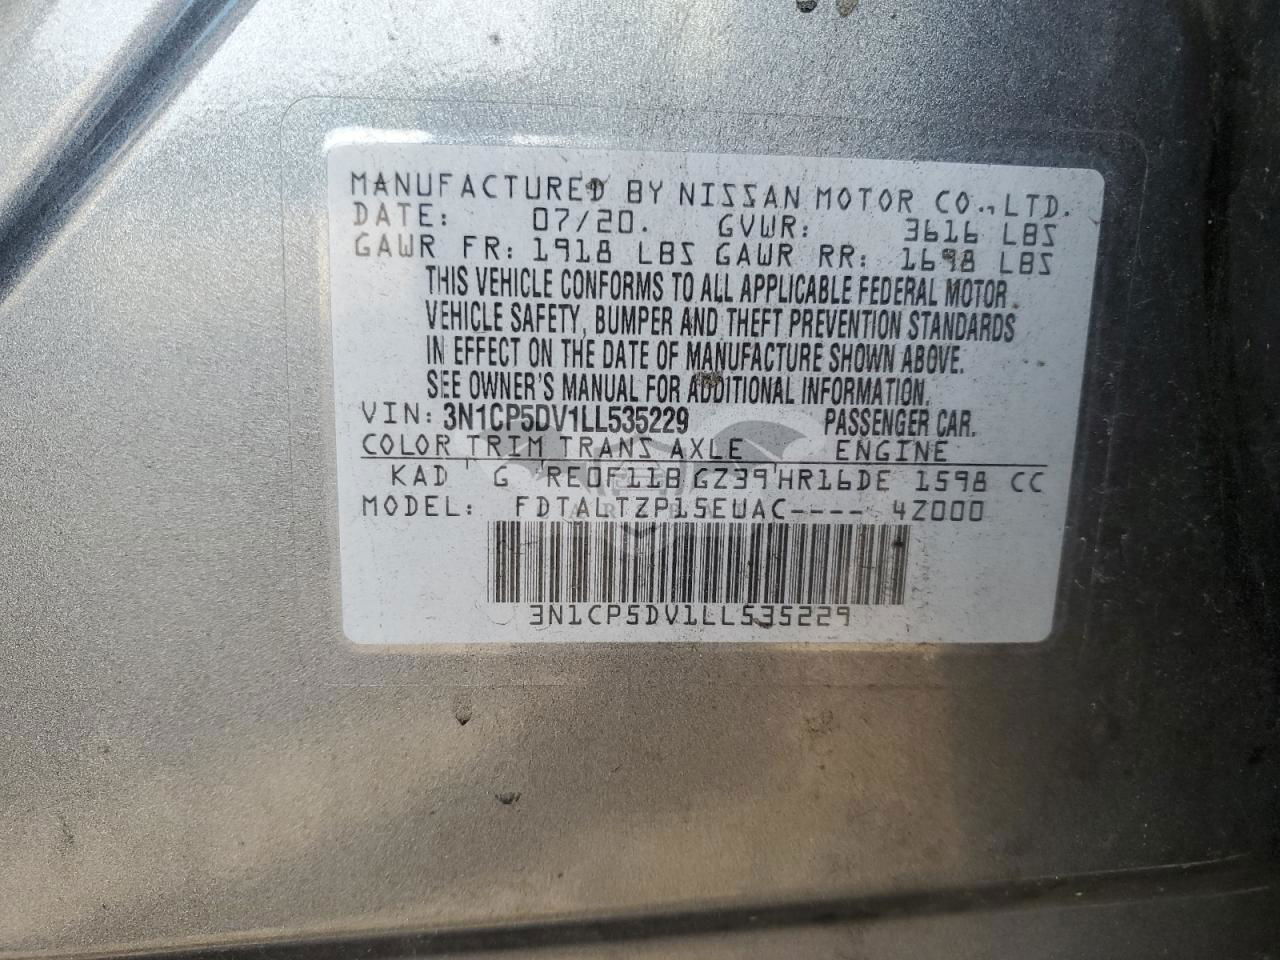 MANUFACTURED BY NISSAN MOTOR CO.,LTD.
DATE: 07/20. GVWR: 3616 LBS
GAWR FR: 1918 LBS GAWR RR: 1698 LBS
THIS VEHICLE CONFORMS TO ALL APPLICABLE FEDERAL MOTOR
VEHICLE SAFETY, BUMPER AND THEFT PREVENTION STANDARDS
IN EFFECT ON THE DATE OF MANUFACTURE SHOWN ABOVE.
SEE OWNER'S MANUAL FOR ADDITIONAL INFORMATION.
VIN: 3N1CP5DV1LL535229 PASSENGER CAR.
COLOR TRIM TRANS AXLE ENGINE
KAD G RE0F11B GZ39 HR16DE 1598 CC
MODEL: FDTALTZP15EUAC---- 4Z000
3N1CP5DV1LL535229